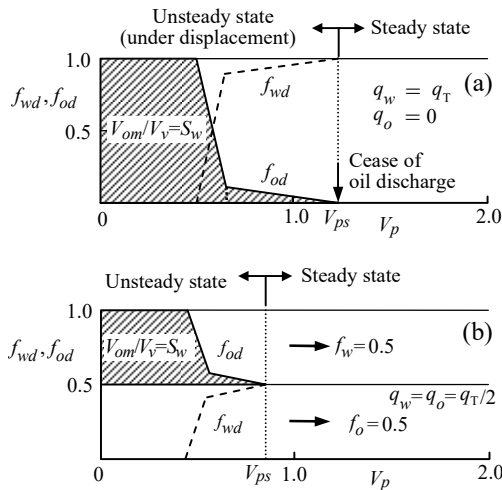 Unsteady state
(under displacement)
Steady state
1.0
(a)
f_wd, f_od
f_wd
q_w = q_T
q_o = 0
0.5
V_om/V_v=S_w
f_od
Cease of
oil discharge
0
1.0
V_ps
V_p
2.0
Unsteady state
Steady state
1.0
(b)
V_om/V_v=S_w
f_od
f_w=0.5
f_wd, f_od
0.5
q_w=q_o=q_T/2
f_wd
f_o=0.5
0
V_ps
1.0
V_p
2.0